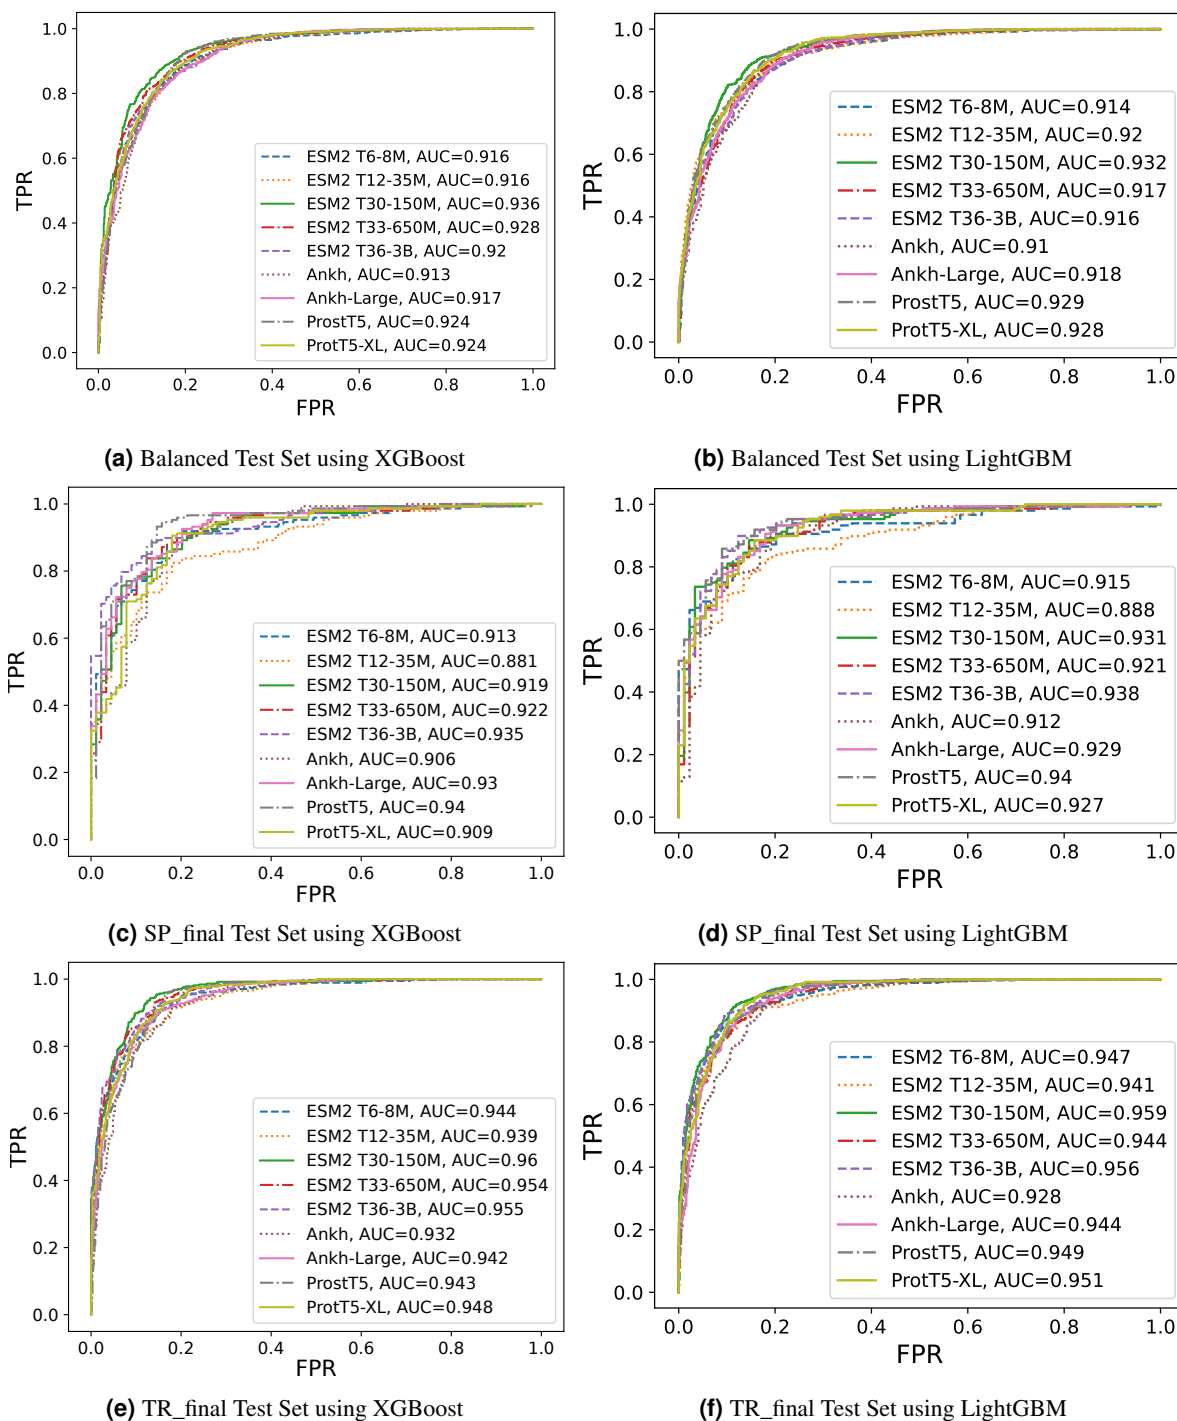 1.0
0.8
0.6
0.4
0.2
0.0
TPR
ESM2 T6-8M, AUC=0.916
ESM2 T12-35M, AUC=0.916
ESM2 T30-150M, AUC=0.936
ESM2 T33-650M, AUC=0.928
ESM2 T36-3B, AUC=0.92
Ankh, AUC=0.913
Ankh-Large, AUC=0.917
ProstT5, AUC=0.924
ProtT5-XL, AUC=0.924
0.0 0.2 0.4 0.6 0.8 1.0
FPR
(a) Balanced Test Set using XGBoost
1.0
0.8
0.6
0.4
0.2
0.0
TPR
ESM2 T6-8M, AUC=0.914
ESM2 T12-35M, AUC=0.92
ESM2 T30-150M, AUC=0.932
ESM2 T33-650M, AUC=0.917
ESM2 T36-3B, AUC=0.916
Ankh, AUC=0.91
Ankh-Large, AUC=0.918
ProstT5, AUC=0.929
ProtT5-XL, AUC=0.928
0.0 0.2 0.4 0.6 0.8 1.0
FPR
(b) Balanced Test Set using LightGBM
1.0
0.8
0.6
0.4
0.2
0.0
TPR
ESM2 T6-8M, AUC=0.913
ESM2 T12-35M, AUC=0.881
ESM2 T30-150M, AUC=0.919
ESM2 T33-650M, AUC=0.922
ESM2 T36-3B, AUC=0.935
Ankh, AUC=0.906
Ankh-Large, AUC=0.93
ProstT5, AUC=0.94
ProtT5-XL, AUC=0.909
0.0 0.2 0.4 0.6 0.8 1.0
FPR
(c) SP_final Test Set using XGBoost
1.0
0.8
0.6
0.4
0.2
0.0
TPR
ESM2 T6-8M, AUC=0.915
ESM2 T12-35M, AUC=0.888
ESM2 T30-150M, AUC=0.931
ESM2 T33-650M, AUC=0.921
ESM2 T36-3B, AUC=0.938
Ankh, AUC=0.912
Ankh-Large, AUC=0.929
ProstT5, AUC=0.94
ProtT5-XL, AUC=0.927
0.0 0.2 0.4 0.6 0.8 1.0
FPR
(d) SP_final Test Set using LightGBM
1.0
0.8
0.6
0.4
0.2
0.0
TPR
ESM2 T6-8M, AUC=0.944
ESM2 T12-35M, AUC=0.939
ESM2 T30-150M, AUC=0.96
ESM2 T33-650M, AUC=0.954
ESM2 T36-3B, AUC=0.955
Ankh, AUC=0.932
Ankh-Large, AUC=0.942
ProstT5, AUC=0.943
ProtT5-XL, AUC=0.948
0.0 0.2 0.4 0.6 0.8 1.0
FPR
(e) TR_final Test Set using XGBoost
1.0
0.8
0.6
0.4
0.2
0.0
TPR
ESM2 T6-8M, AUC=0.947
ESM2 T12-35M, AUC=0.941
ESM2 T30-150M, AUC=0.959
ESM2 T33-650M, AUC=0.944
ESM2 T36-3B, AUC=0.956
Ankh, AUC=0.928
Ankh-Large, AUC=0.944
ProstT5, AUC=0.949
ProtT5-XL, AUC=0.951
0.0 0.2 0.4 0.6 0.8 1.0
FPR
(f) TR_final Test Set using LightGBM